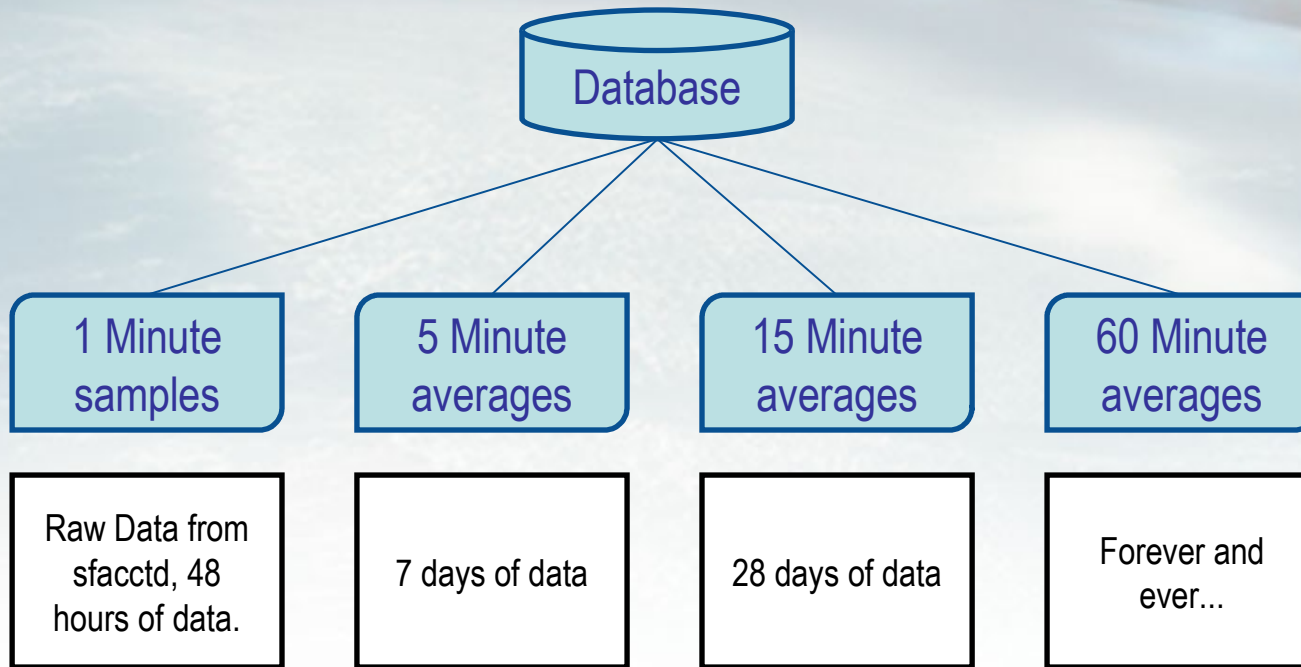 Database
1 Minute
samples
5 Minute
averages
15 Minute
averages
60 Minute
averages
Raw Data from
sfacctd, 48
hours of data.
7 days of data
28 days of data
Forever and
ever...